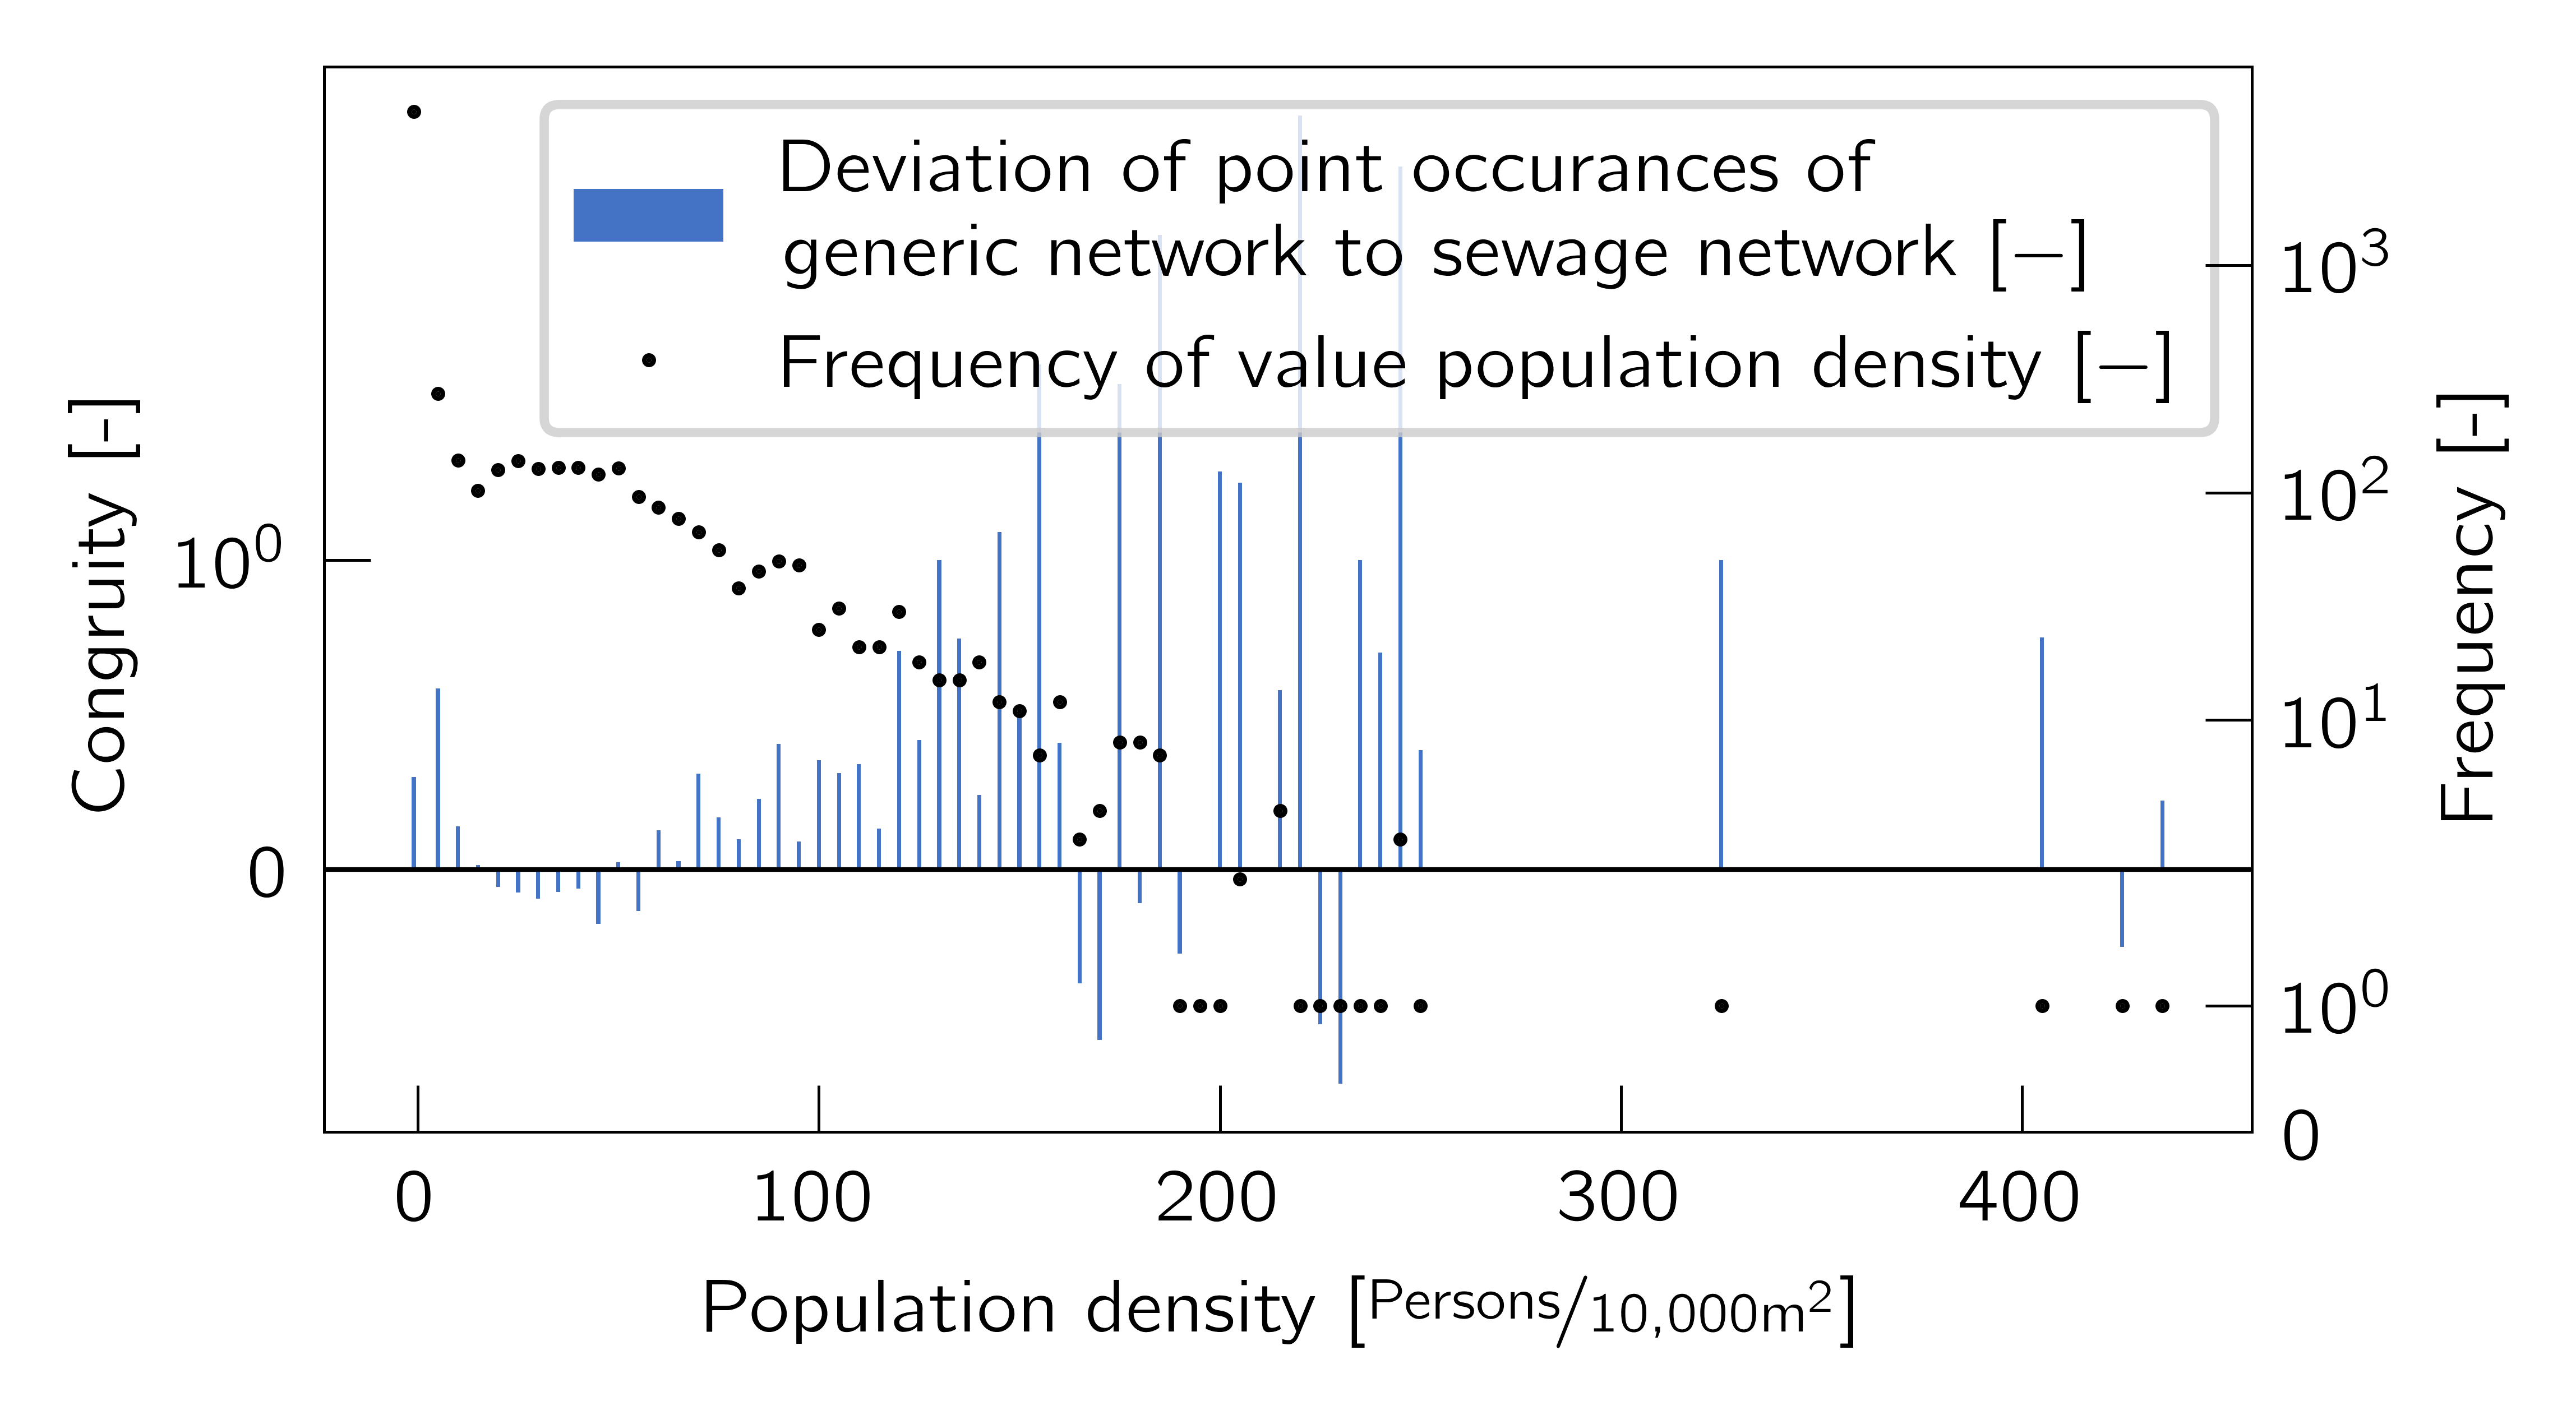 Deviation of point occurances of
generic network to sewage network [−]
Frequency of value population density [−]
Congruity [-]
10⁰
0
10³
10²
10¹
10⁰
0
Frequency [-]
0 100 200 300 400
Population density [Persons/10,000m²]